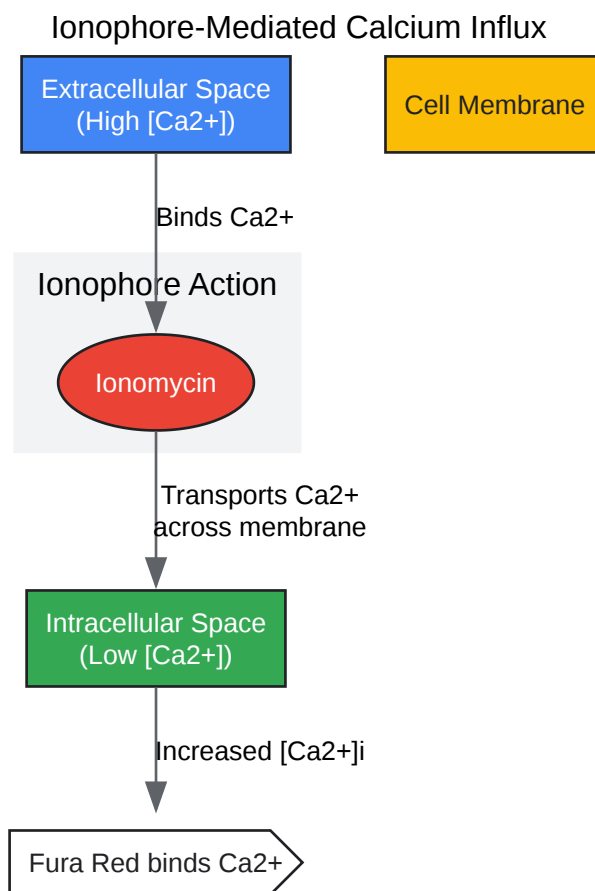 Ionophore-Mediated Calcium Influx
Extracellular Space
(High [Ca2+])
Cell Membrane
Binds Ca2+
Ionophore Action
Ionomycin
Transports Ca2+
across membrane
Intracellular Space
(Low [Ca2+])
Increased [Ca2+]i
Fura Red binds Ca2+